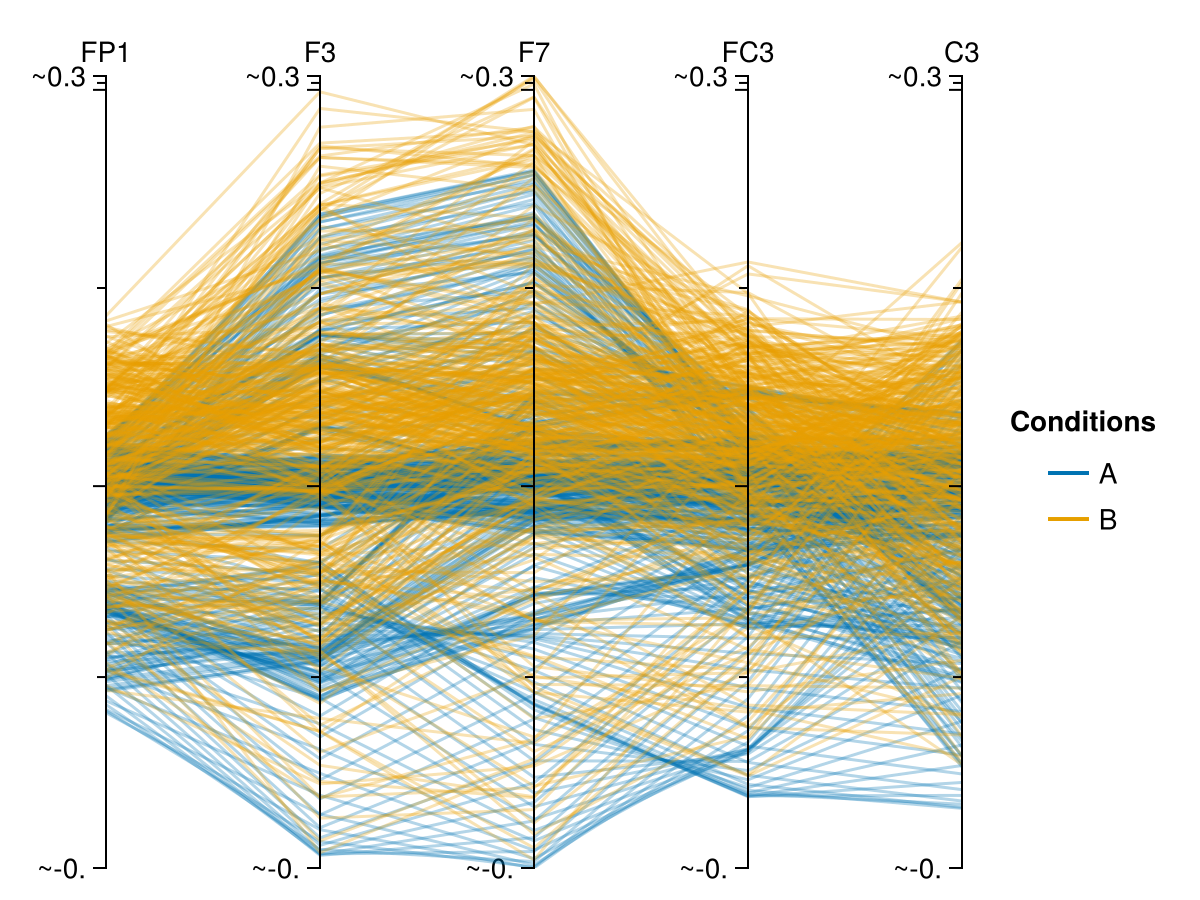 FP1 F3 F7 FC3 C3
~0.3 ~0.3 ~0.3 ~0.3 ~0.3
Conditions
A
B
~-0. ~-0. ~-0. ~-0. ~-0.